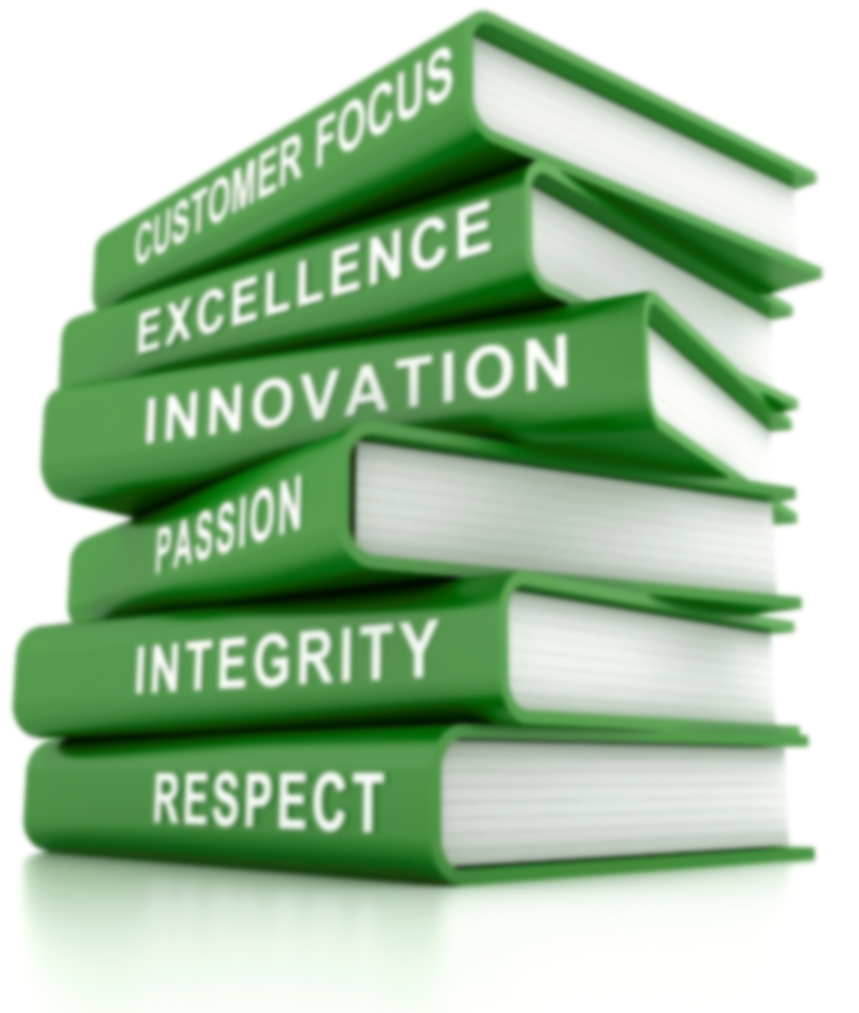 CUSTOMER FOCUS
EXCELLENCE
INNOVATION
PASSION
INTEGRITY
RESPECT